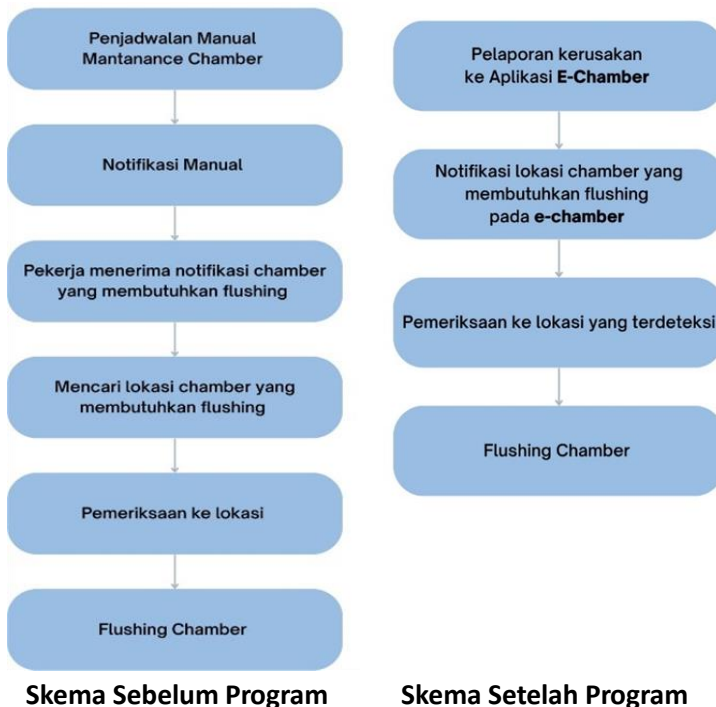 Penjadwalan Manual
Mantanance Chamber
Notifikasi Manual
Pekerja menerima notifikasi chamber
yang membutuhkan flushing
Mencari lokasi chamber yang
membutuhkan flushing
Pemeriksaan ke lokasi
Flushing Chamber
Skema Sebelum Program
Pelaporan kerusakan
ke Aplikasi E-Chamber
Notifikasi lokasi chamber yang
membutuhkan flushing
pada e-chamber
Pemeriksaan ke lokasi yang terdeteksi
Flushing Chamber
Skema Setelah Program